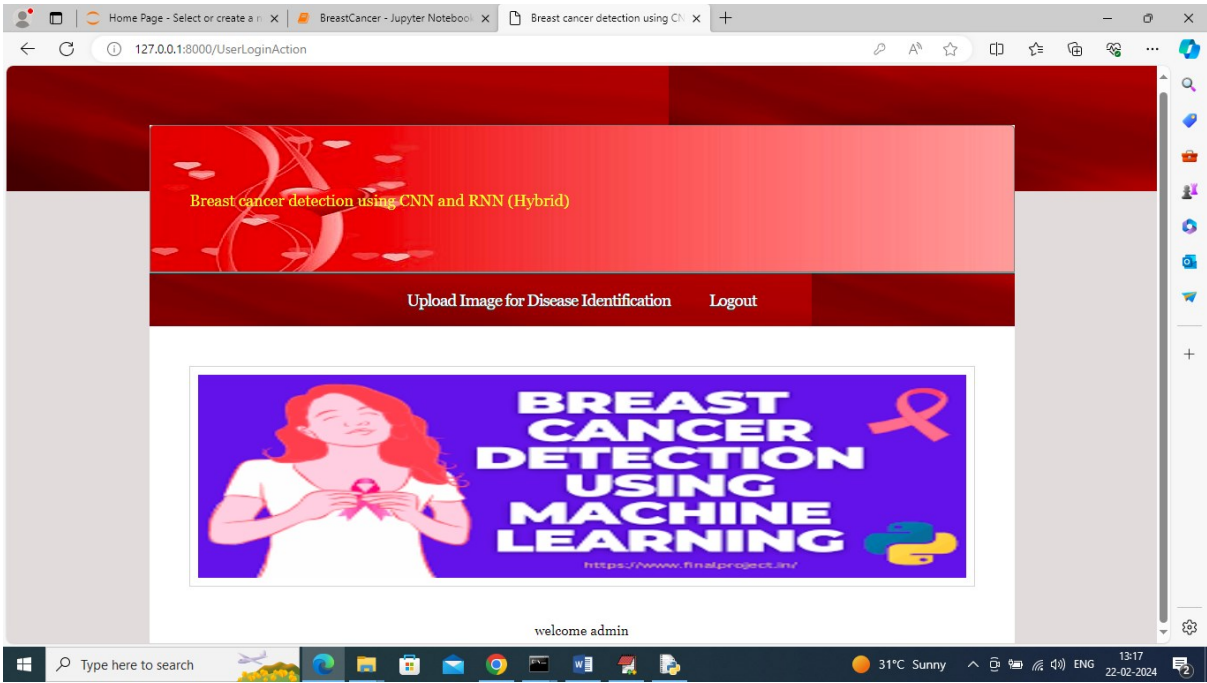 Home Page - Select or create a n
BreastCancer - Jupyter Notebook
Breast cancer detection using CN
127.0.0.1:8000/UserLoginAction
Breast cancer detection using CNN and RNN (Hybrid)
Upload Image for Disease Identification Logout
BREAST
CANCER
DETECTION
USING
MACHINE
LEARNING
https://www.finalproject.in/
welcome admin
Type here to search
31°C Sunny
ENG
13:17
22-02-2024